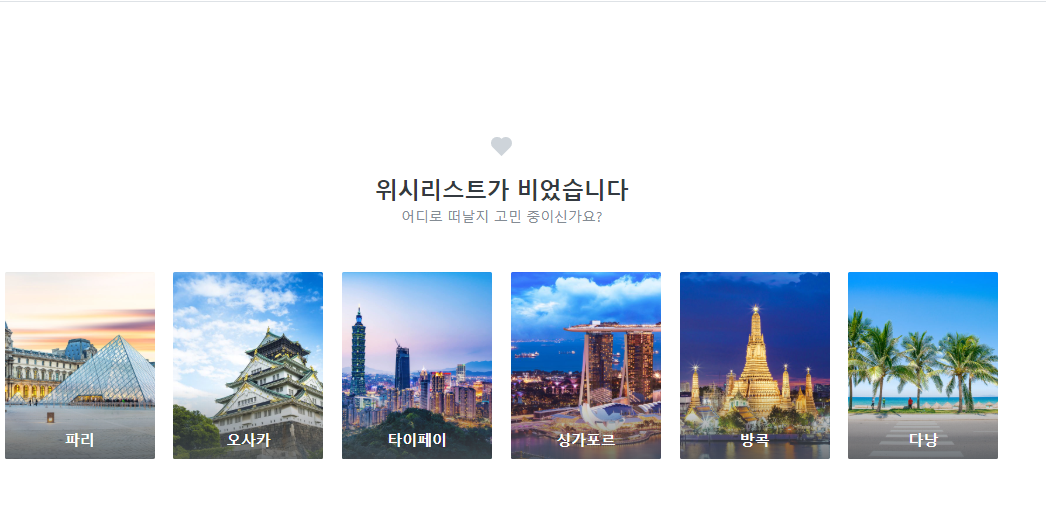 위시리스트가 비었습니다
어디로 떠날지 고민 중이신가요?
파리
오사카
타이페이
싱가포르
방콕
다낭